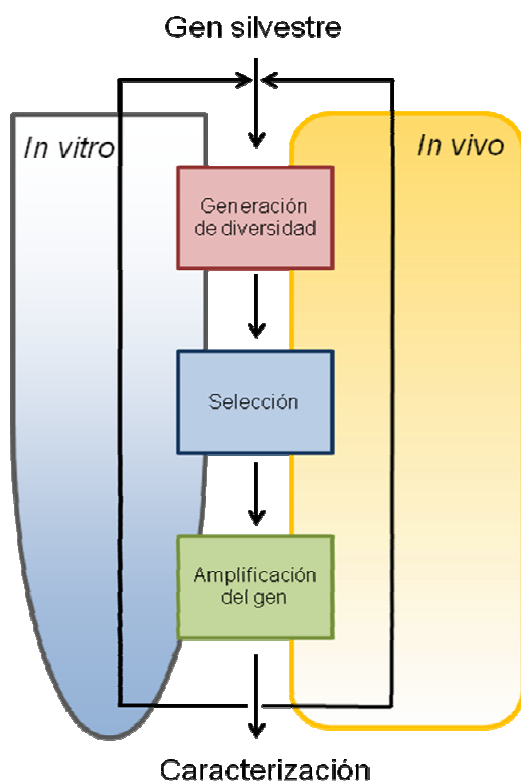 Gen silvestre
In vitro
In vivo
Generación
de diversidad
Selección
Amplificación
del gen
Caracterización